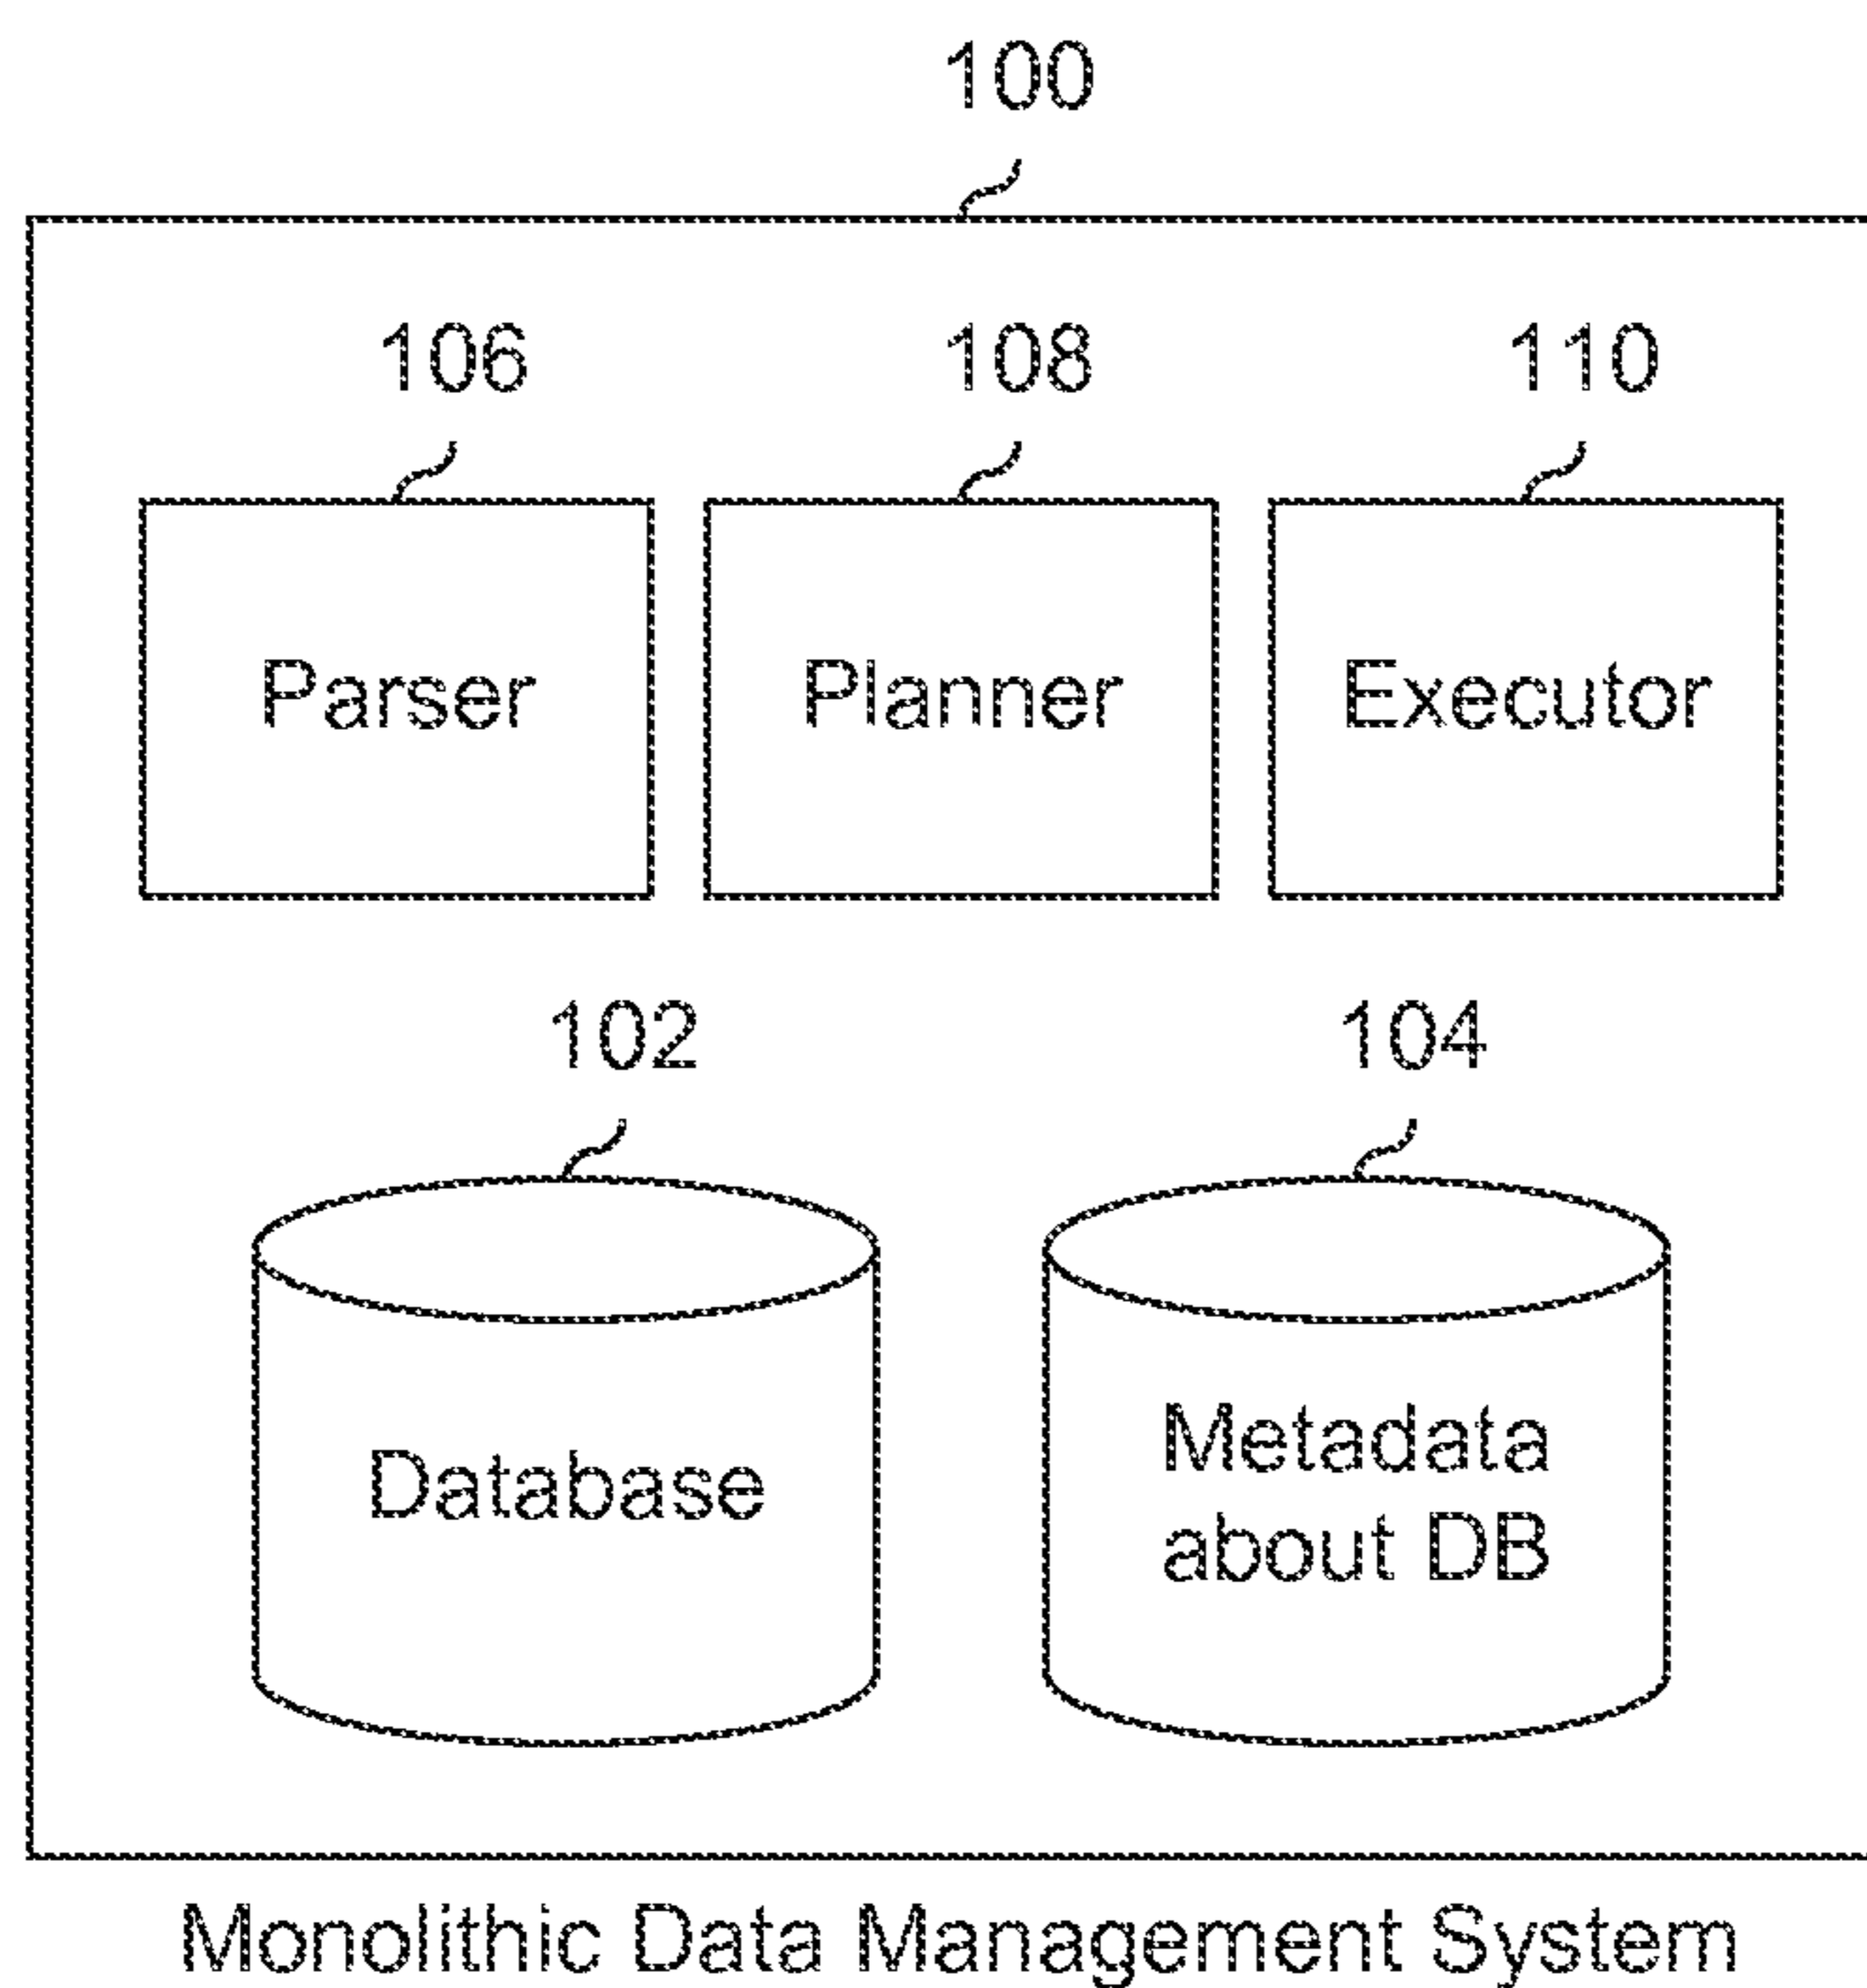 100
106 108 110
Parser Planner Executor
102 104
Database
Metadata
about DB
Monolithic Data Management System